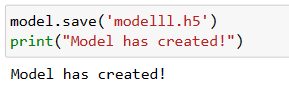 model.save('modelll.h5')
print("Model has created!")
Model has created!